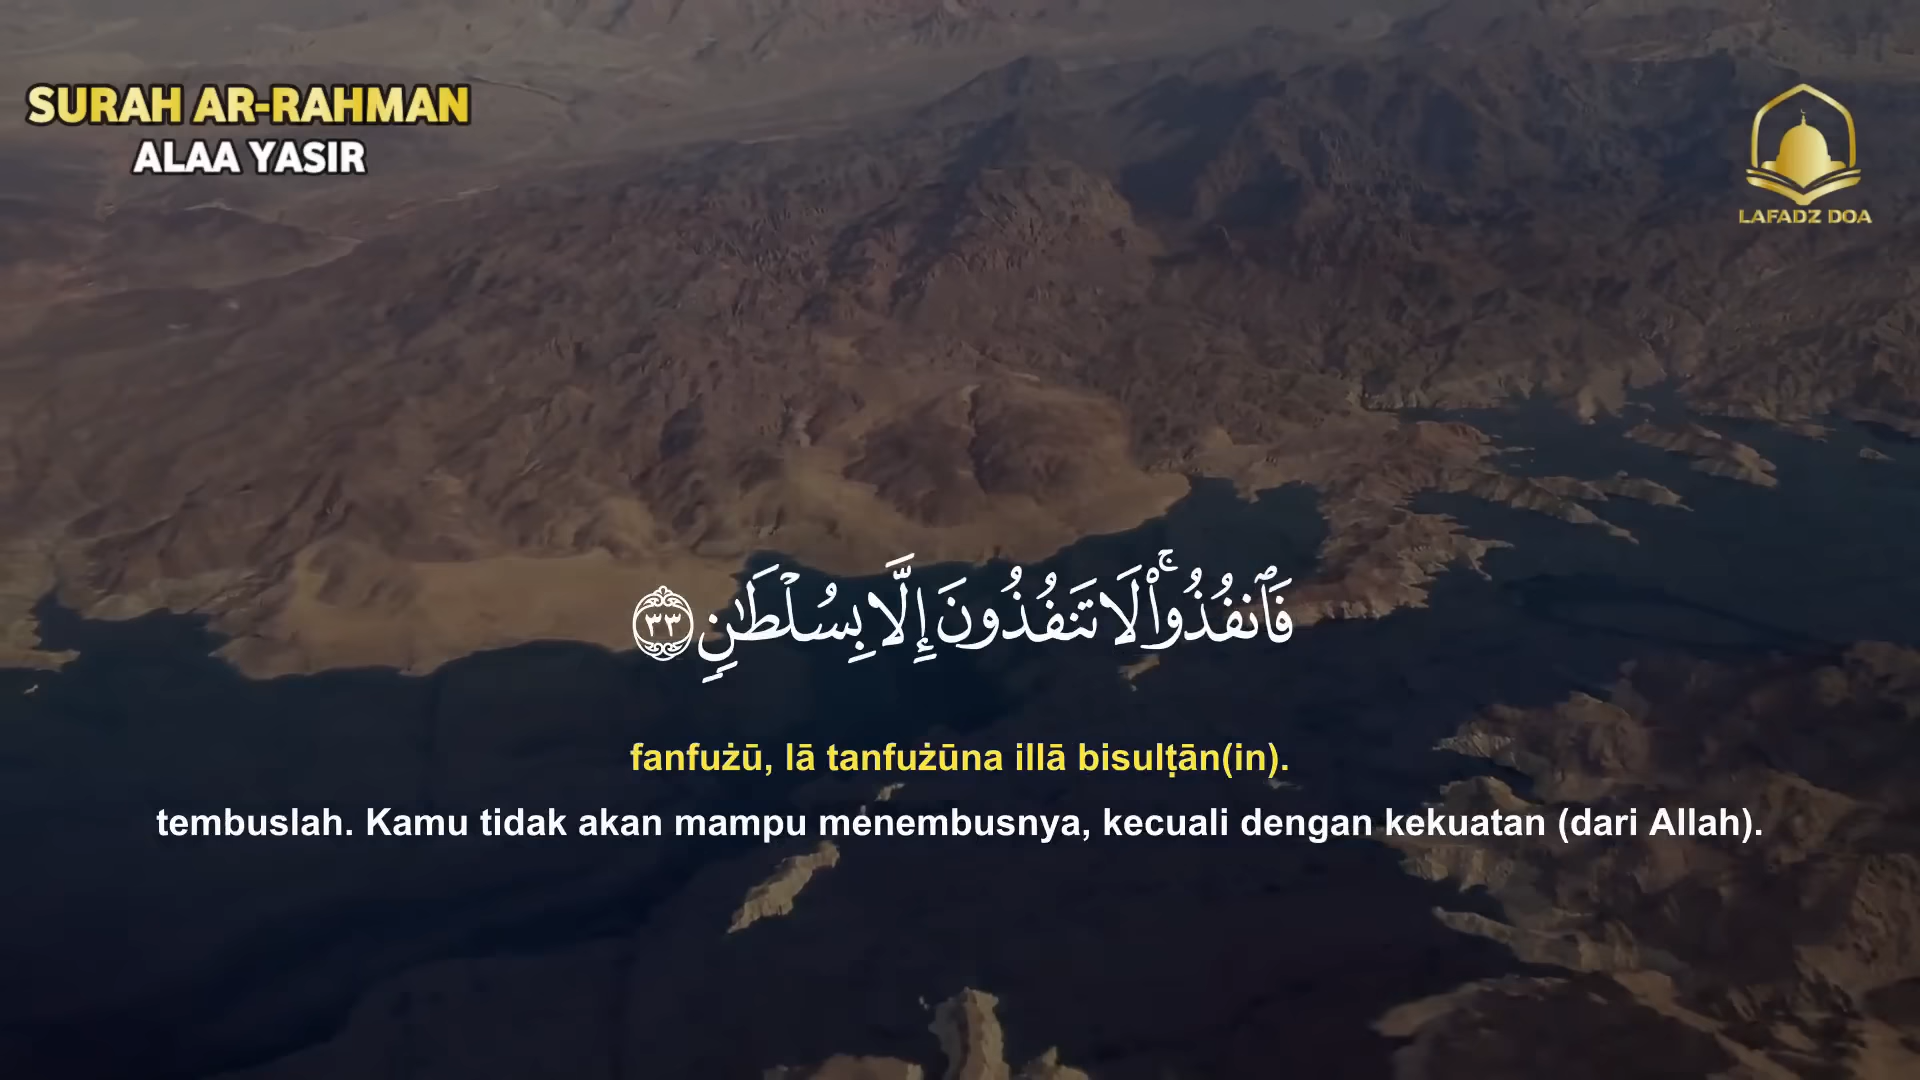 SURAH AR-RAHMAN
ALAA YASIR
LAFADZ DOA
فَٱنفُذُوا۟ ۚ لَا تَنفُذُونَ إِلَّا بِسُلْطَـٰنٍ ٣٣
fanfużū, lā tanfużūna illā bisulṭān(in).
tembuslah. Kamu tidak akan mampu menembusnya, kecuali dengan kekuatan (dari Allah).